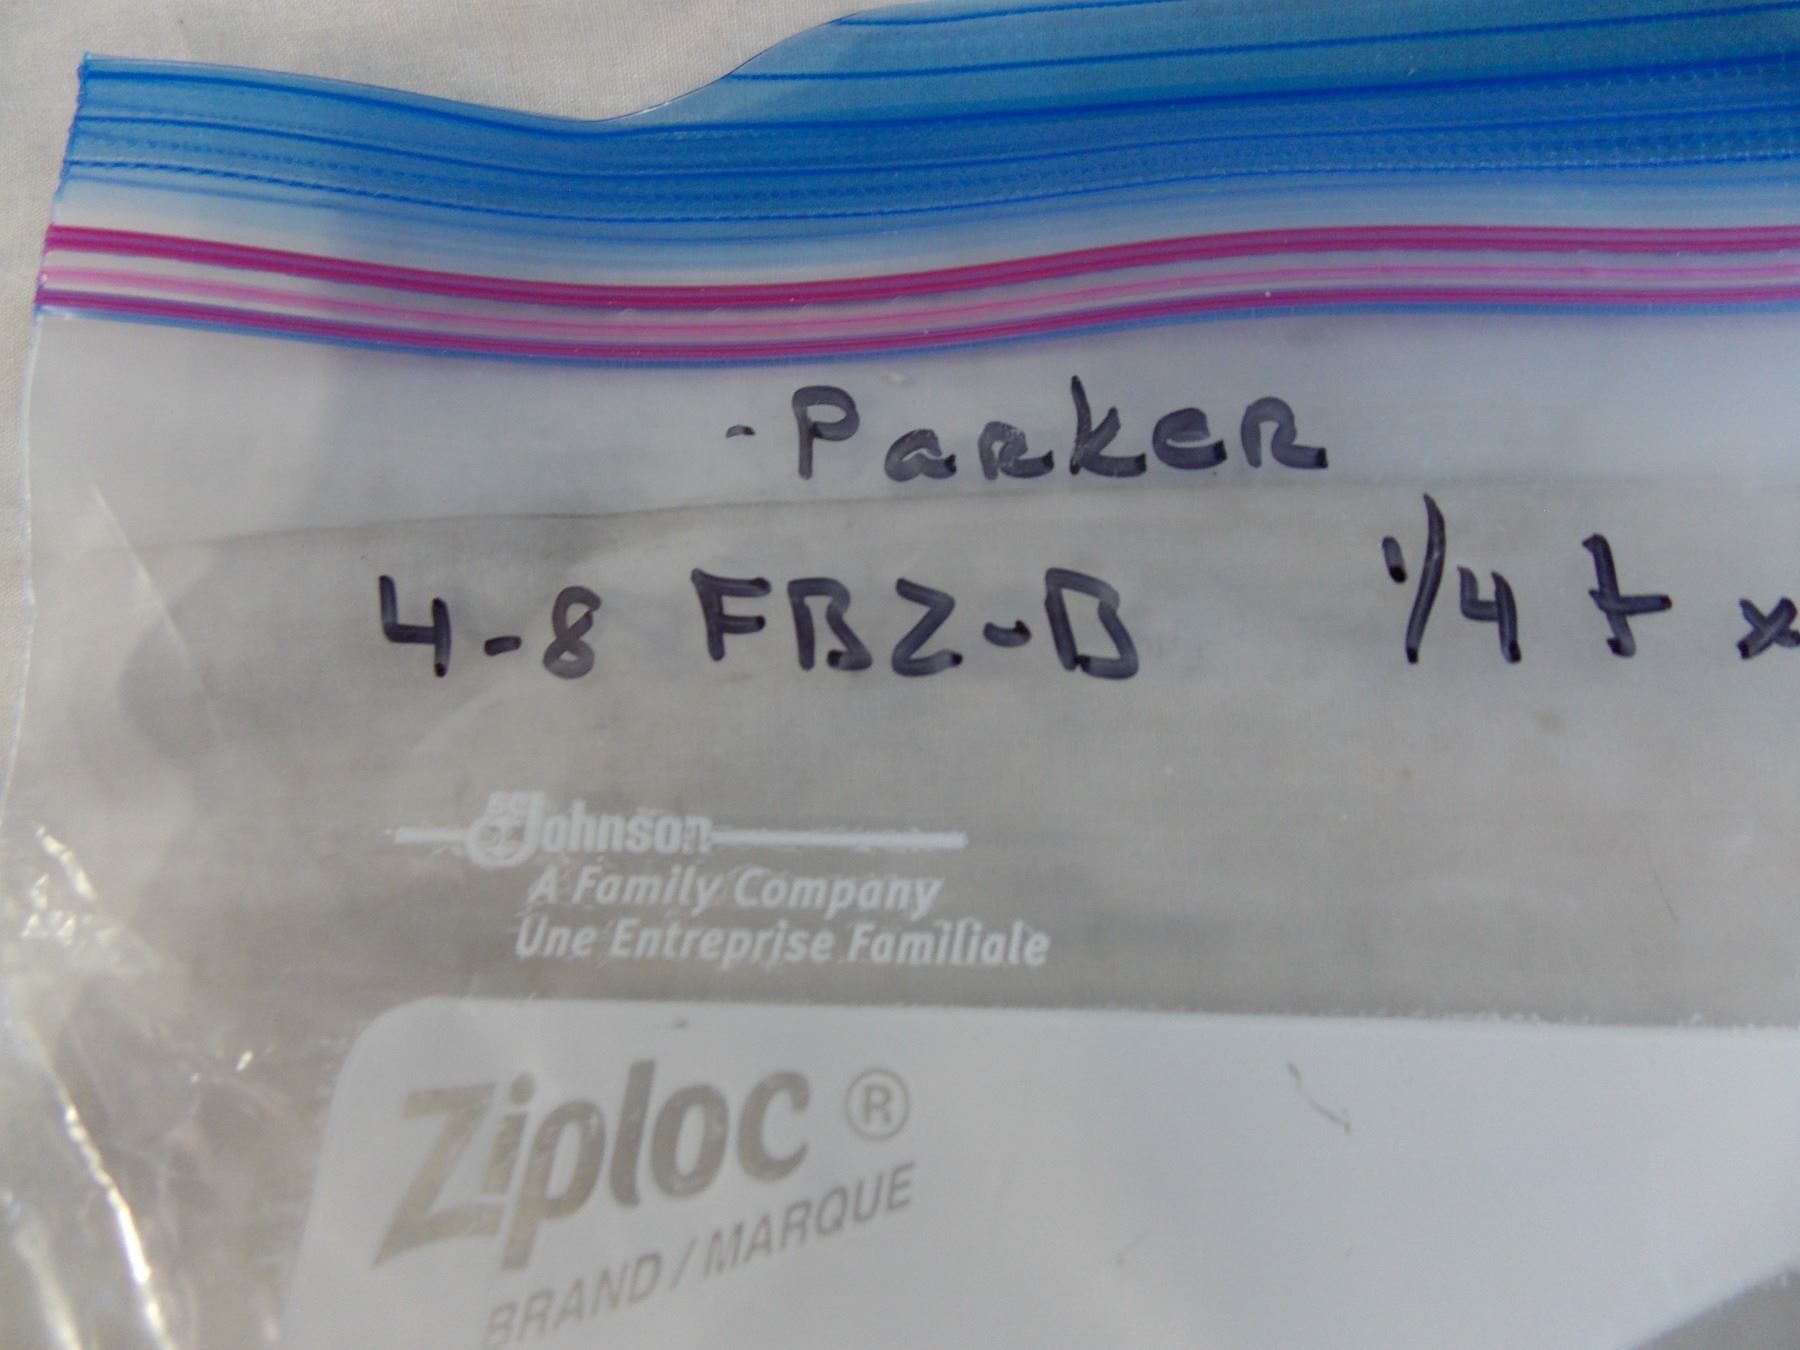 -Parker
4-8 FBZ-B 1/4 t x
SC Johnson
A Family Company
Une Entreprise Familiale
Ziploc ®
BRAND/MARQUE